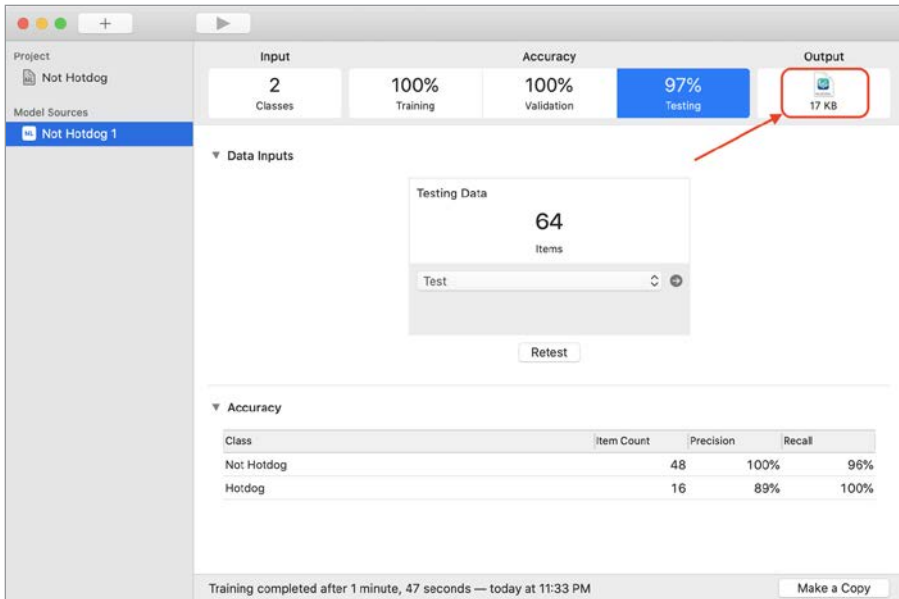 Project
Not Hotdog
Model Sources
Not Hotdog 1
Input
Accuracy
Output
2
Classes
100%
Training
100%
Validation
97%
Testing
17 KB
Data Inputs
Testing Data
64
Items
Test
Retest
Accuracy
Class Item Count Precision Recall
Not Hotdog 48 100% 96%
Hotdog 16 89% 100%
Training completed after 1 minute, 47 seconds — today at 11:33 PM
Make a Copy